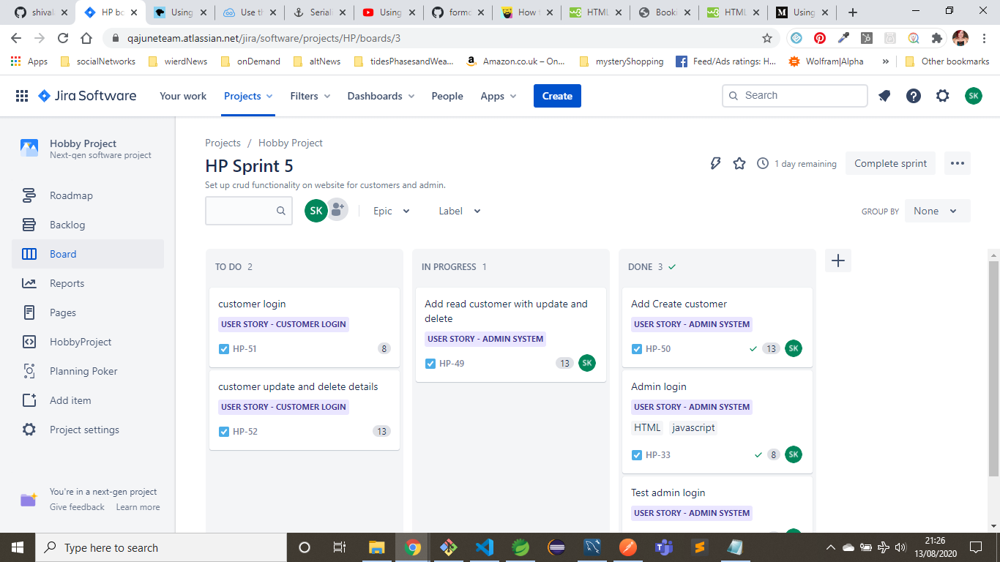 shival
HP bo
Using
Use th
Seriali
Using
formc
How t
HTML
Booki
HTML
Using
qajuneteam.atlassian.net/jira/software/projects/HP/boards/3
Apps
socialNetworks
wierdNews
onDemand
altNews
tidesPhasesandWea...
Amazon.co.uk – On...
mysteryShopping
Feed/Ads ratings: H...
Wolfram|Alpha
»
Other bookmarks
Jira Software
Your work
Projects
Filters
Dashboards
People
Apps
Create
Search
SK
Hobby Project
Next-gen software project
Roadmap
Backlog
Board
Reports
Pages
HobbyProject
Planning Poker
Add item
Project settings
You're in a next-gen project
Give feedback Learn more
Projects / Hobby Project
HP Sprint 5
1 day remaining
Complete sprint
Set up crud functionality on website for customers and admin.
SK
Epic
Label
GROUP BY
None
TO DO 2
customer login
USER STORY - CUSTOMER LOGIN
HP-51 8
customer update and delete details
USER STORY - CUSTOMER LOGIN
HP-52 13
IN PROGRESS 1
Add read customer with update and
delete
USER STORY - ADMIN SYSTEM
HP-49 13 SK
DONE 3
Add Create customer
USER STORY - ADMIN SYSTEM
HP-50 13 SK
Admin login
USER STORY - ADMIN SYSTEM
HTML javascript
HP-33 8 SK
Test admin login
USER STORY - ADMIN SYSTEM
Type here to search
21:26
13/08/2020